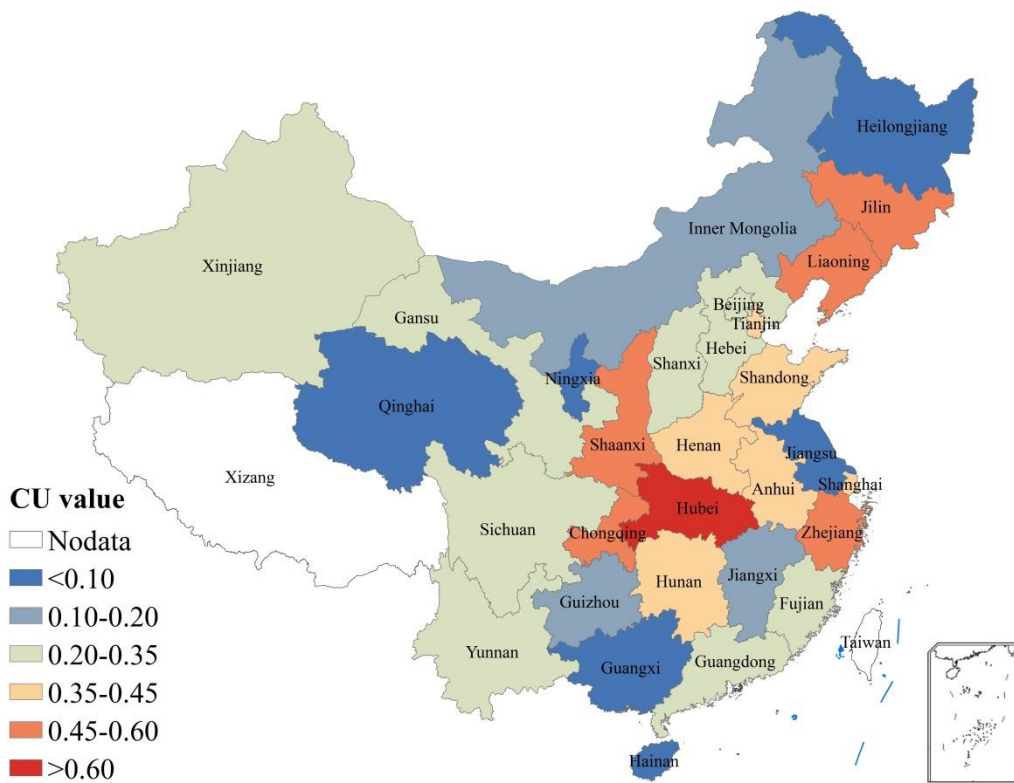 Heilongjiang
Jilin
Inner Mongolia
Liaoning
Xinjiang
Beijing
Gansu
Tianjin
Hebei
Shanxi
Ningxia
Shandong
Qinghai
Shaanxi
Henan
Jiangsu
Xizang
Shanghai
Anhui
CU value
Hubei
Sichuan
Chongqing
Zhejiang
Nodata
Hunan
Jiangxi
<0.10
Guizhou
Fujian
0.10-0.20
Taiwan
Yunnan
0.20-0.35
Guangxi
Guangdong
0.35-0.45
0.45-0.60
Hainan
>0.60